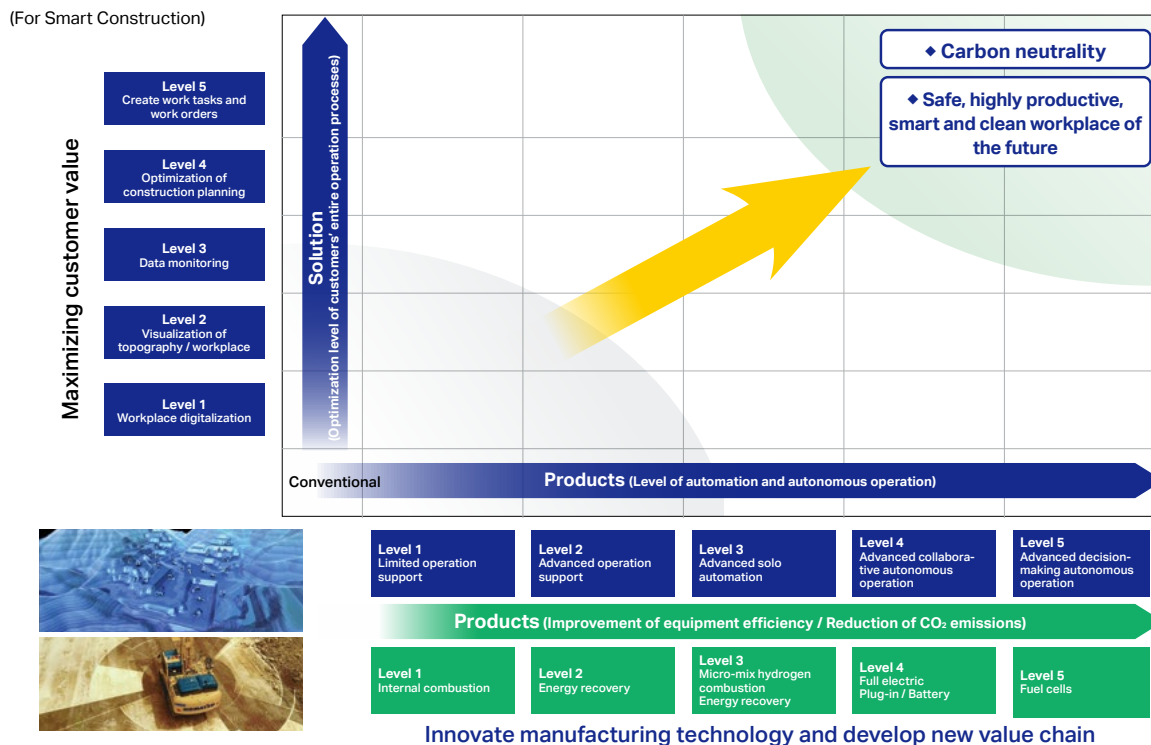 (For Smart Construction)
Maximizing customer value
Level 5
Create work tasks and
work orders
Level 4
Optimization of
construction planning
Level 3
Data monitoring
Level 2
Visualization of
topography / workplace
Level 1
Workplace digitalization
Solution
(Optimization level of customers' entire operation processes)
◆ Carbon neutrality
◆ Safe, highly productive,
smart and clean workplace of
the future
Conventional
Products (Level of automation and autonomous operation)
Level 1
Limited operation
support
Level 2
Advanced operation
support
Level 3
Advanced solo
automation
Level 4
Advanced collabora-
tive autonomous
operation
Level 5
Advanced decision-
making autonomous
operation
Products (Improvement of equipment efficiency / Reduction of CO₂ emissions)
Level 1
Internal combustion
Level 2
Energy recovery
Level 3
Micro-mix hydrogen
combustion
Energy recovery
Level 4
Full electric
Plug-in / Battery
Level 5
Fuel cells
Innovate manufacturing technology and develop new value chain